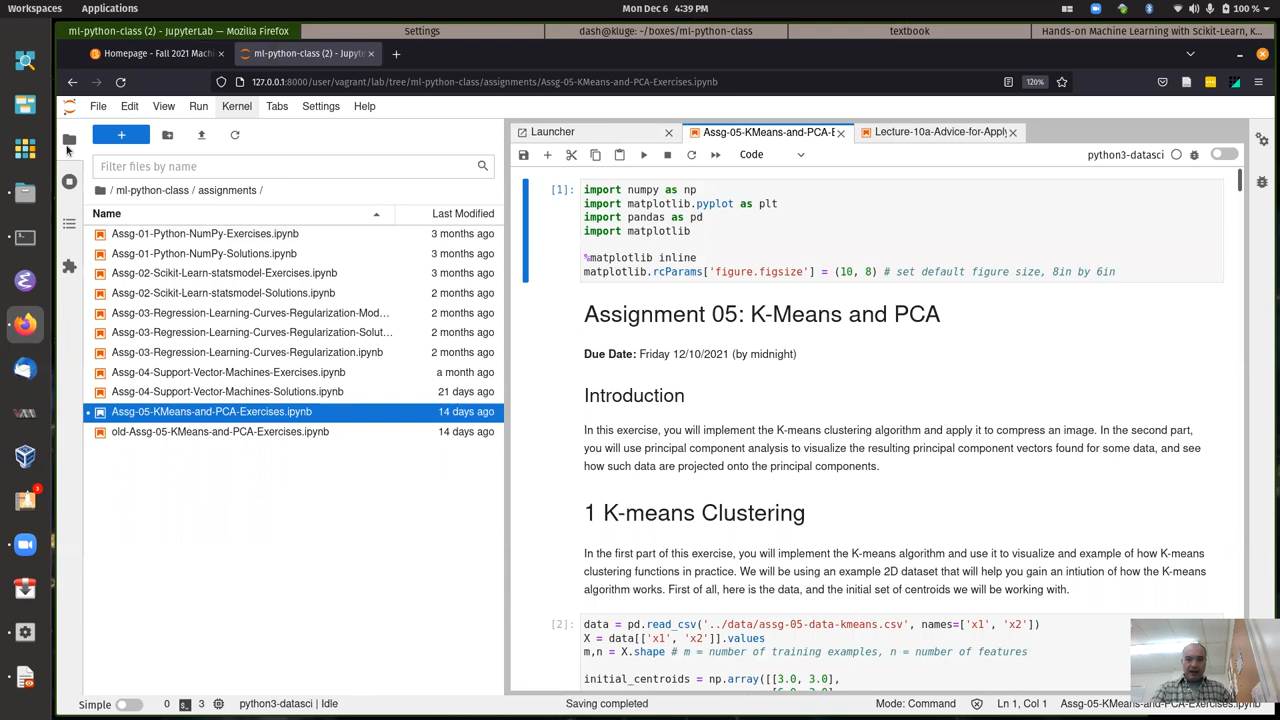 Workspaces Applications Mon Dec 6 4:39 PM 100 %
ml-python-class (2) - JupyterLab — Mozilla Firefox Settings dash@kluge: ~/boxes/ml-python-class textbook Hands-on Machine Learning with Scikit-Learn, K
Homepage - Fall 2021 Machi ml-python-class (2) - Jupyte
127.0.0.1:8000/user/vagrant/lab/tree/ml-python-class/assignments/Assg-05-KMeans-and-PCA-Exercises.ipynb 120%
File Edit View Run Kernel Tabs Settings Help
Launcher Assg-05-KMeans-and-PCA-E Lecture-10a-Advice-for-Apply
Code python3-datasci
Filter files by name
/ ml-python-class / assignments /
Name Last Modified
Assg-01-Python-NumPy-Exercises.ipynb 3 months ago
Assg-01-Python-NumPy-Solutions.ipynb 3 months ago
Assg-02-Scikit-Learn-statsmodel-Exercises.ipynb 3 months ago
Assg-02-Scikit-Learn-statsmodel-Solutions.ipynb 2 months ago
Assg-03-Regression-Learning-Curves-Regularization-Mod... 2 months ago
Assg-03-Regression-Learning-Curves-Regularization-Solut... 2 months ago
Assg-03-Regression-Learning-Curves-Regularization.ipynb 2 months ago
Assg-04-Support-Vector-Machines-Exercises.ipynb a month ago
Assg-04-Support-Vector-Machines-Solutions.ipynb 21 days ago
Assg-05-KMeans-and-PCA-Exercises.ipynb 14 days ago
old-Assg-05-KMeans-and-PCA-Exercises.ipynb 14 days ago
[1]: import numpy as np
import matplotlib.pyplot as plt
import pandas as pd
import matplotlib
%matplotlib inline
matplotlib.rcParams['figure.figsize'] = (10, 8) # set default figure size, 8in by 6in
Assignment 05: K-Means and PCA
Due Date: Friday 12/10/2021 (by midnight)
Introduction
In this exercise, you will implement the K-means clustering algorithm and apply it to compress an image. In the second part,
you will use principal component analysis to visualize the resulting principal component vectors found for some data, and see
how such data are projected onto the principal components.
1 K-means Clustering
In the first part of this exercise, you will implement the K-means algorithm and use it to visualize and example of how K-means
clustering functions in practice. We will be using an example 2D dataset that will help you gain an intiution of how the K-means
algorithm works. First of all, here is the data, and the initial set of centroids we will be working with.
[2]: data = pd.read_csv('../data/assg-05-data-kmeans.csv', names=['x1', 'x2'])
X = data[['x1', 'x2']].values
m,n = X.shape # m = number of training examples, n = number of features
initial_centroids = np.array([[3.0, 3.0],
Simple 0 3 python3-datasci | Idle Saving completed Mode: Command Ln 1, Col 1 Assg-05-KMeans-and-PCA-Exercises.ipynb
3